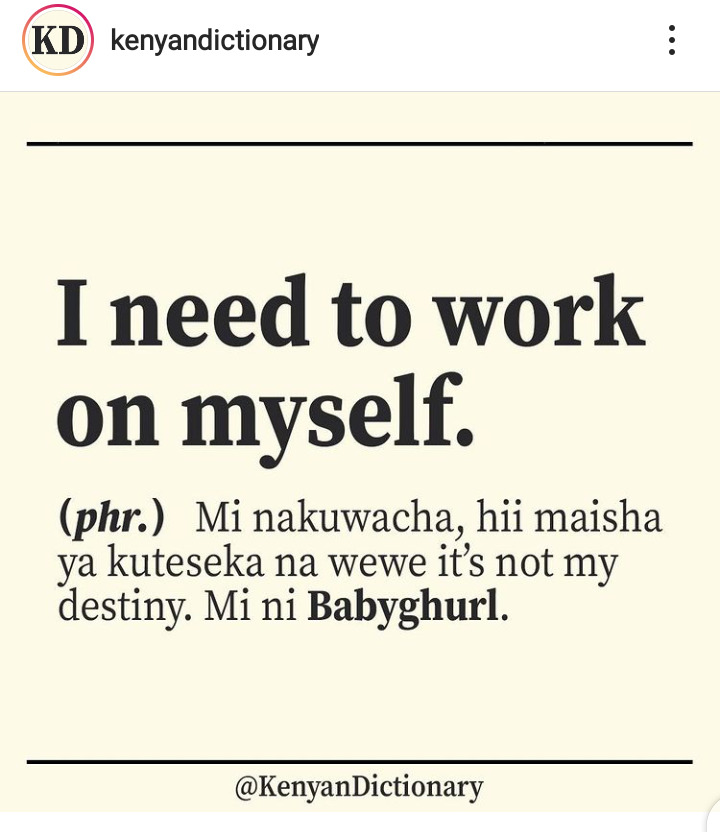 KD kenyandictionary
I need to work
on myself.
(phr.) Mi nakuwacha, hii maisha
ya kuteseka na wewe it's not my
destiny. Mi ni Babyghurl.
@KenyanDictionary